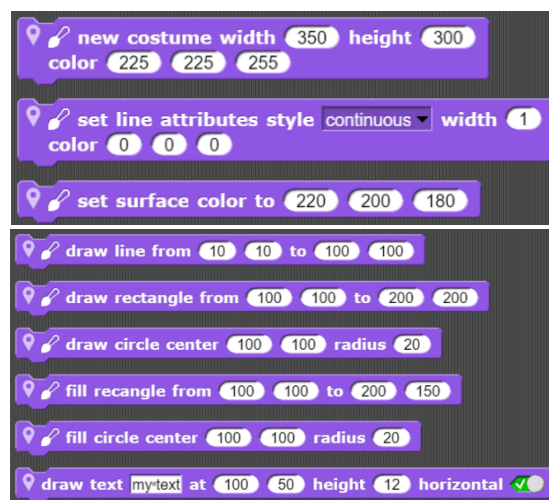 new costume width 350 height 300
color 225 225 255
set line attributes style continuous width 1
color 0 0 0
set surface color to 220 200 180
draw line from 10 10 to 100 100
draw rectangle from 100 100 to 200 200
draw circle center 100 100 radius 20
fill recangle from 100 100 to 200 150
fill circle center 100 100 radius 20
draw text my text at 100 50 height 12 horizontal